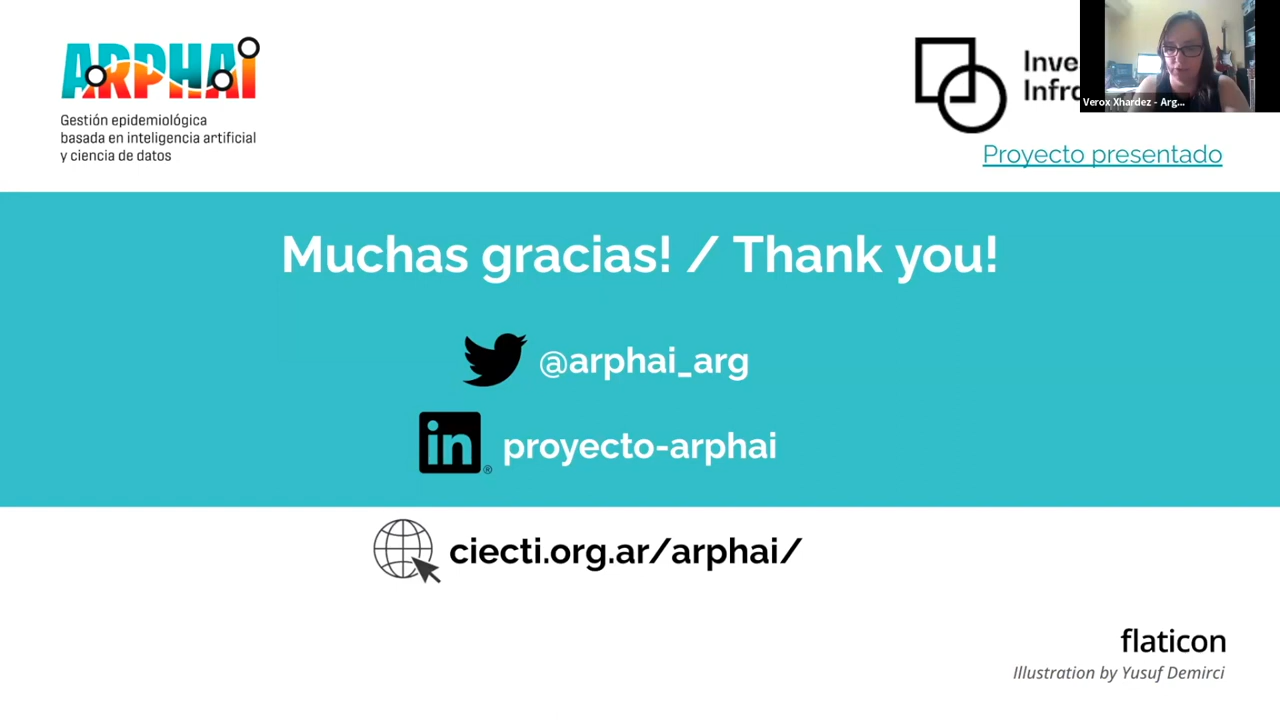 ARPHAI
Gestión epidemiológica
basada en inteligencia artificial
y ciencia de datos
Verox Xhardez - Arg...
Proyecto presentado
Muchas gracias! / Thank you!
@arphai_arg
in
proyecto-arphai
ciecti.org.ar/arphai/
flaticon
Illustration by Yusuf Demirci